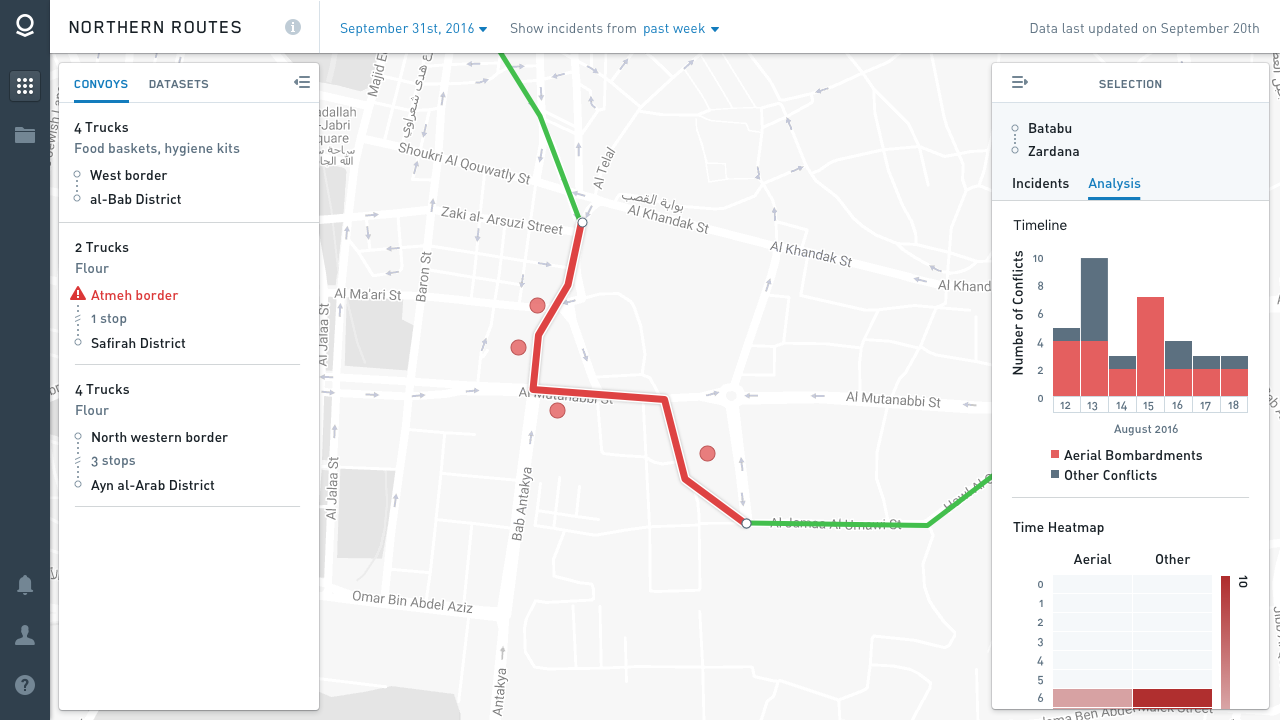 NORTHERN ROUTES
September 31st, 2016
Show incidents from past week
Data last updated on September 20th
CONVOYS
DATASETS
4 Trucks
Food baskets, hygiene kits
West border
al-Bab District
2 Trucks
Flour
Atmeh border
1 stop
Safirah District
4 Trucks
Flour
North western border
3 stops
Ayn al-Arab District
Majid E
adallah
-Jabri
Square
Shoukri Al Qouwatly St
Al Telal
بوابة القصب
Zaki al- Arsuzi Street
Al Khandak St
Al Khandak St
Al Khand
Baron St
Al Ma'ari St
Al Jalaa St
Al Mutanabbi St
Al Mutanabbi St
Al Jalaa St
Bab Antakya
Al Jamaa Al Umawi St
Omar Bin Abdel Aziz
Antakya
SELECTION
Batabu
Zardana
Incidents
Analysis
Timeline
Number of Conflicts
10
8
6
4
2
0
12 13 14 15 16 17 18
August 2016
Aerial Bombardments
Other Conflicts
Time Heatmap
Aerial
Other
10
0
1
2
3
4
5
6